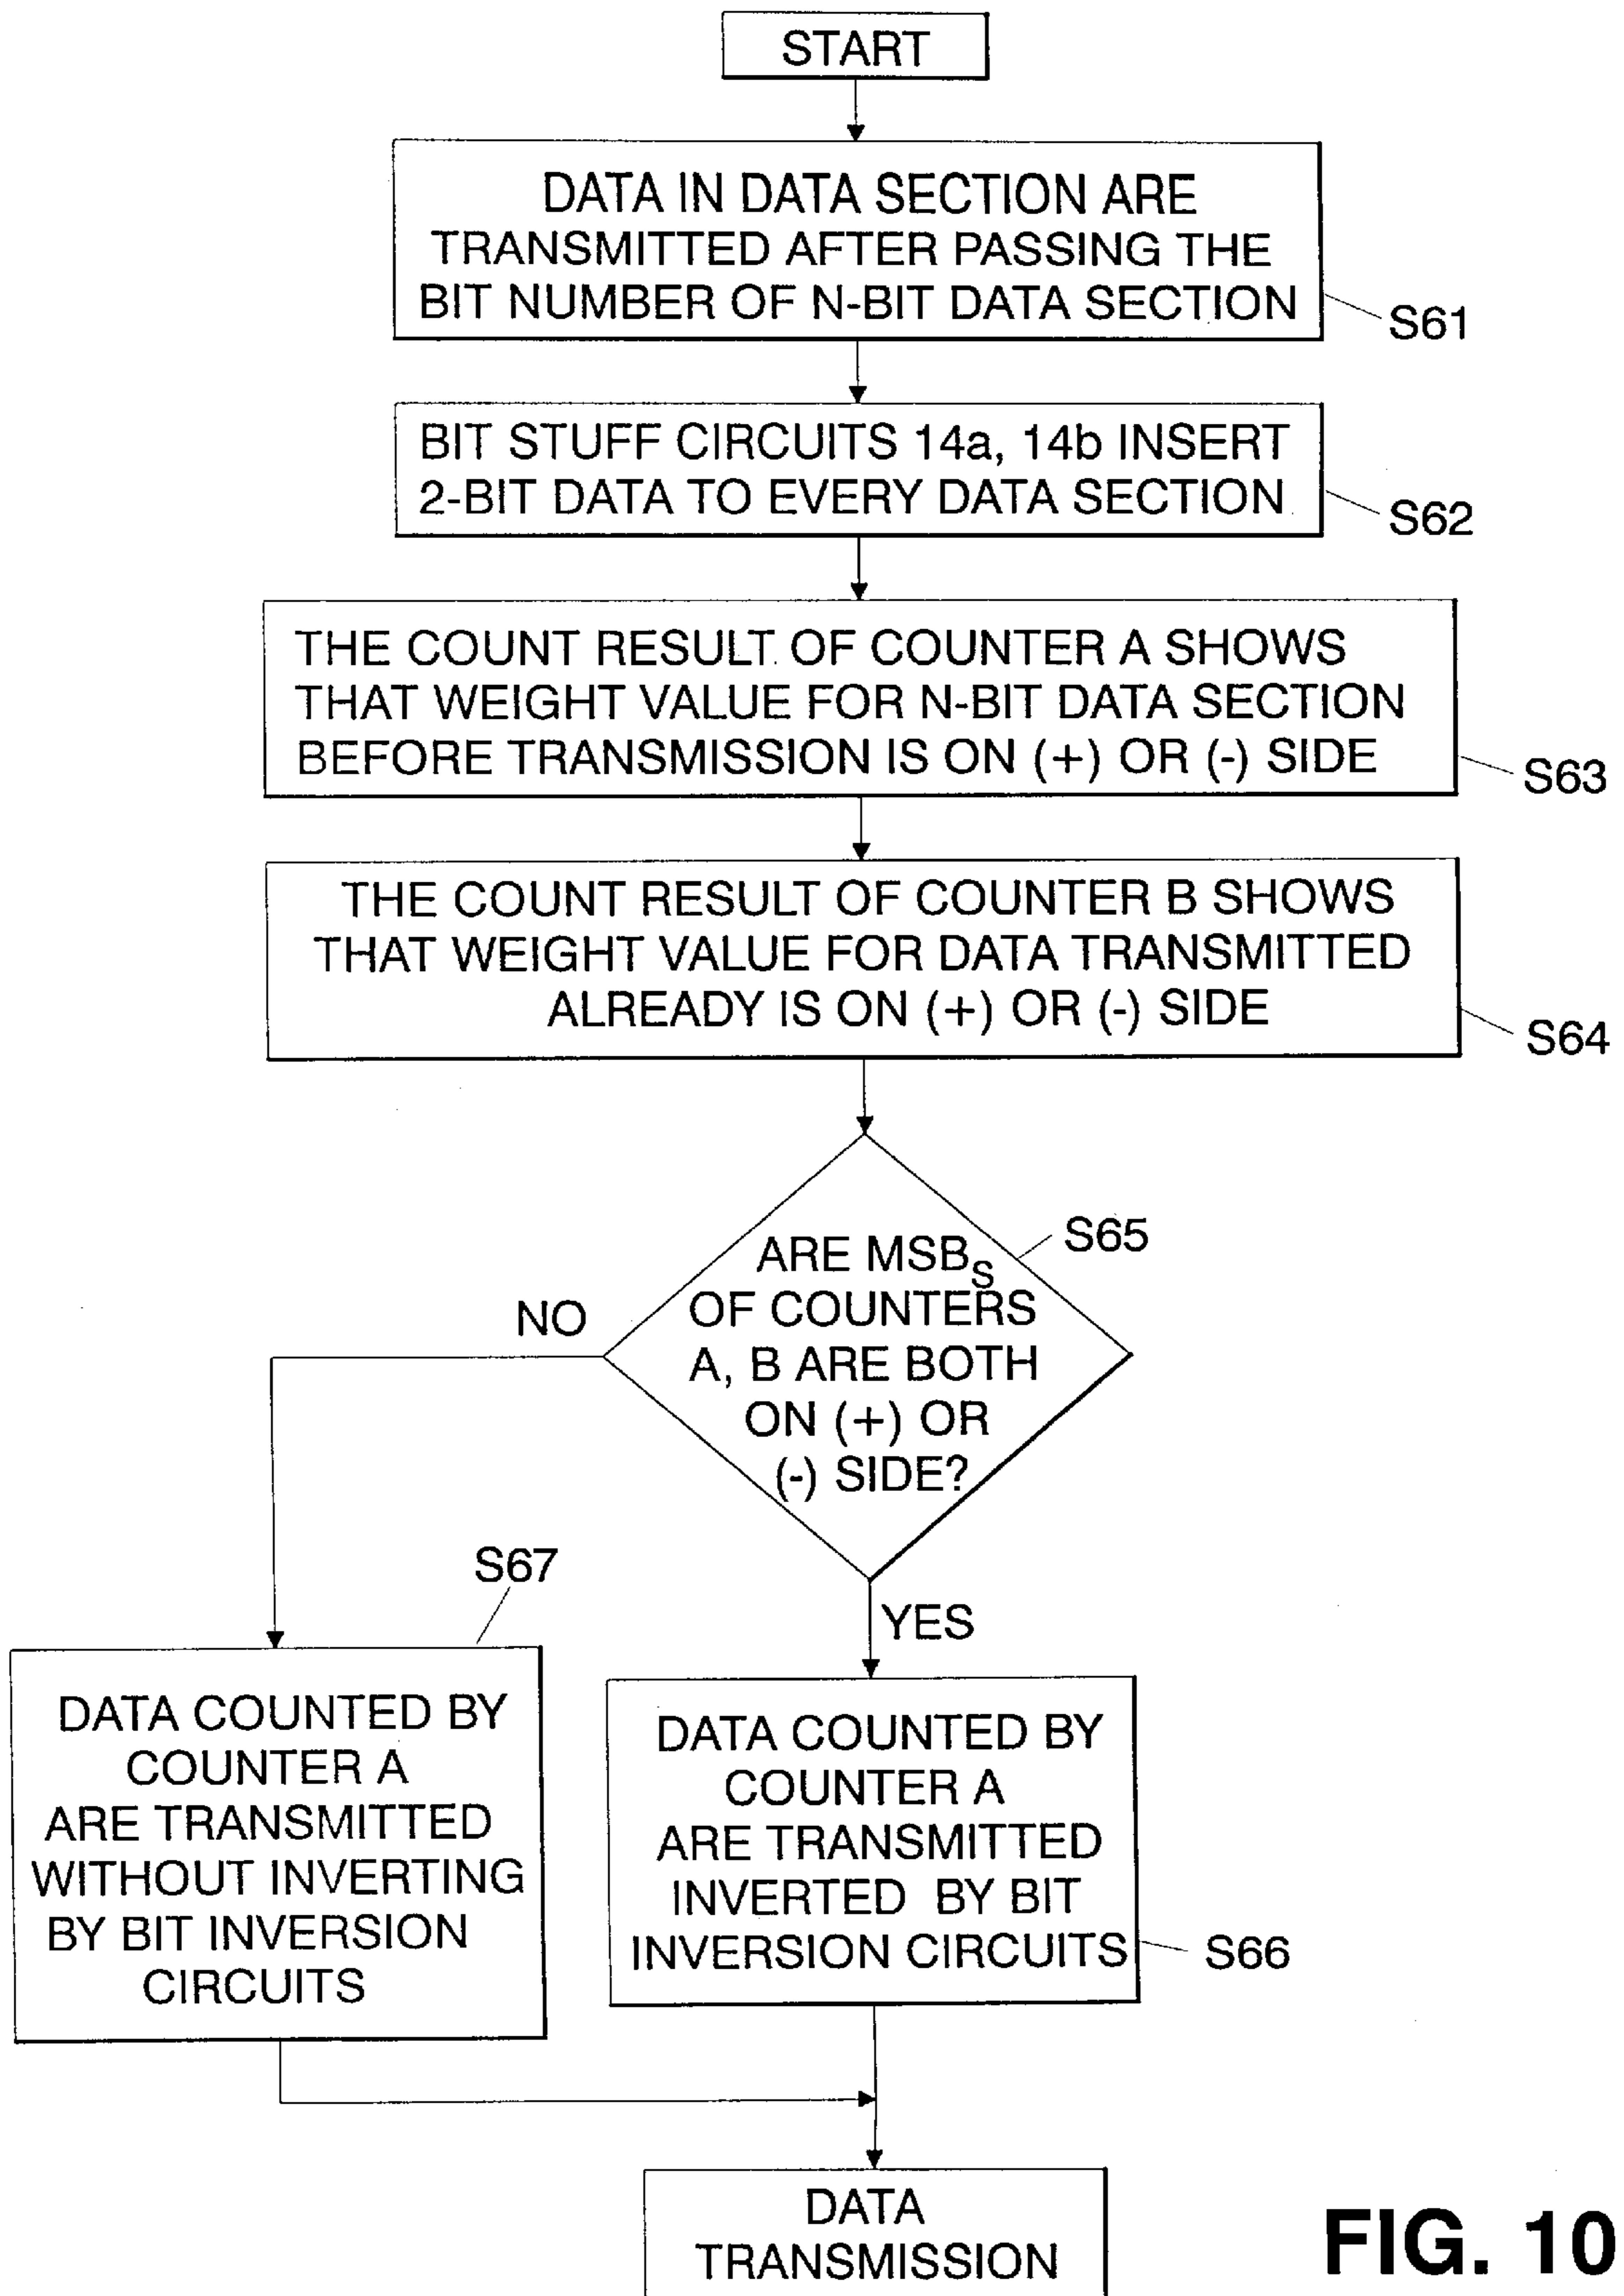 START
DATA IN DATA SECTION ARE
TRANSMITTED AFTER PASSING THE
BIT NUMBER OF N-BIT DATA SECTION
S61
BIT STUFF CIRCUITS 14a, 14b INSERT
2-BIT DATA TO EVERY DATA SECTION
S62
THE COUNT RESULT OF COUNTER A SHOWS
THAT WEIGHT VALUE FOR N-BIT DATA SECTION
BEFORE TRANSMISSION IS ON (+) OR (-) SIDE
S63
THE COUNT RESULT OF COUNTER B SHOWS
THAT WEIGHT VALUE FOR DATA TRANSMITTED
ALREADY IS ON (+) OR (-) SIDE
S64
S65
ARE MSBS
OF COUNTERS
A, B ARE BOTH
ON (+) OR
(-) SIDE?
NO
YES
S67
DATA COUNTED BY
COUNTER A
ARE TRANSMITTED
WITHOUT INVERTING
BY BIT INVERSION
CIRCUITS
DATA COUNTED BY
COUNTER A
ARE TRANSMITTED
INVERTED BY BIT
INVERSION CIRCUITS
S66
DATA
TRANSMISSION
FIG. 10